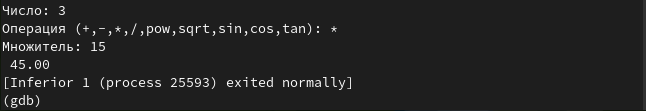 Число: 3
Операция (+,-,*,/,pow,sqrt,sin,cos,tan): *
Множитель: 15
 45.00
[Inferior 1 (process 25593) exited normally]
(gdb)